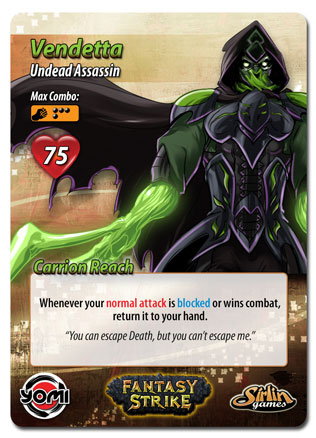 Vendetta
Undead Assassin
Max Combo:
75
Carrion Reach
Whenever your normal attack is blocked or wins combat,
return it to your hand.
"You can escape Death, but you can't escape me."
YOMI
FANTASY
STRIKE
Sirlin
games